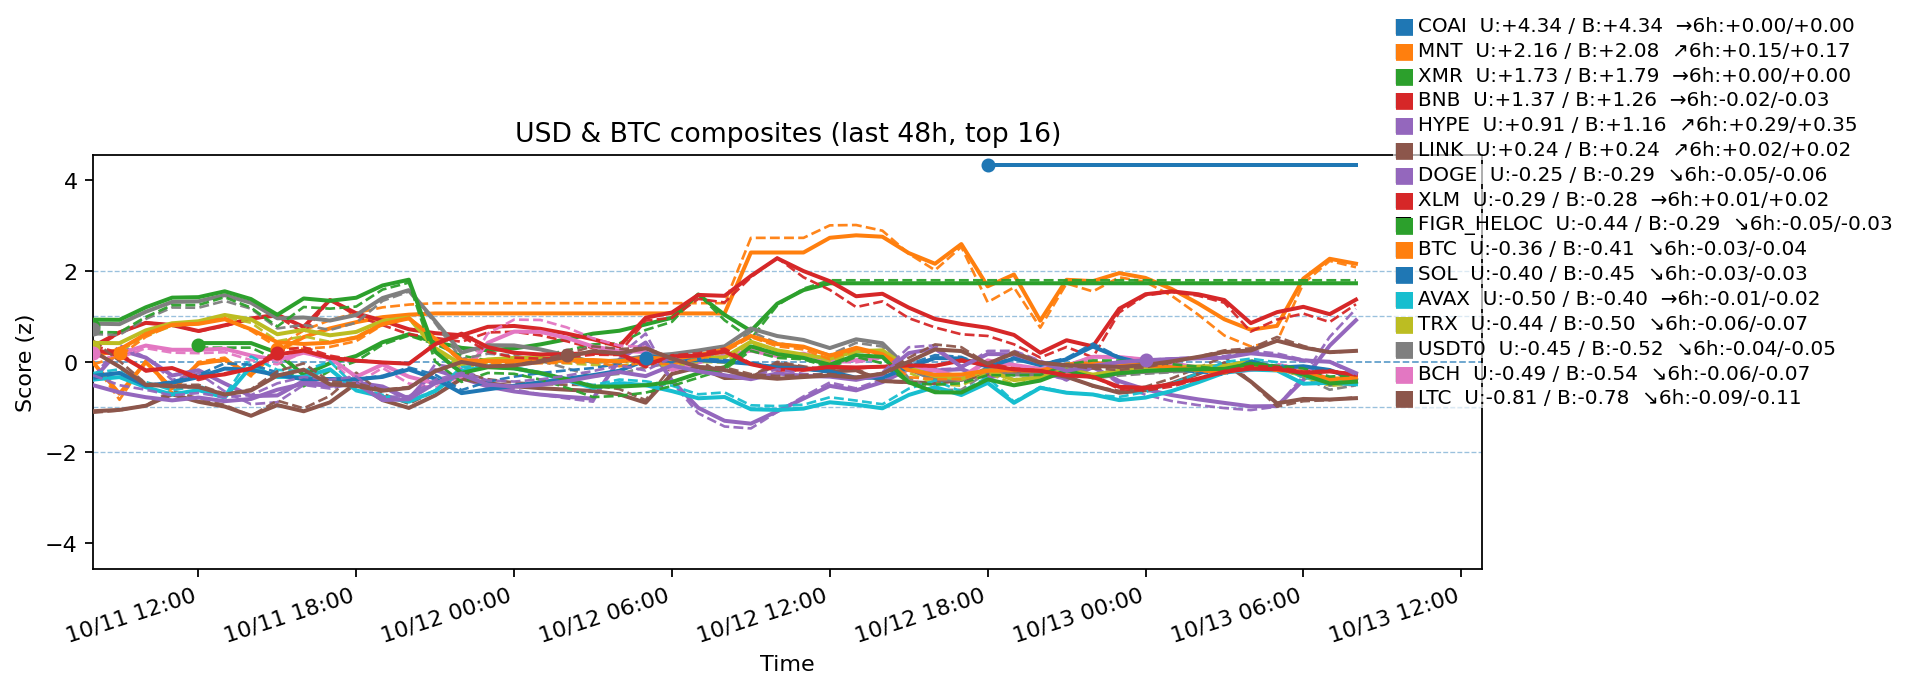 COAI U:+4.34 / B:+4.34 →6h:+0.00/+0.00
MNT U:+2.16 / B:+2.08 ↗6h:+0.15/+0.17
XMR U:+1.73 / B:+1.79 →6h:+0.00/+0.00
BNB U:+1.37 / B:+1.26 →6h:-0.02/-0.03
HYPE U:+0.91 / B:+1.16 ↗6h:+0.29/+0.35
LINK U:+0.24 / B:+0.24 ↗6h:+0.02/+0.02
DOGE U:-0.25 / B:-0.29 ↘6h:-0.05/-0.06
XLM U:-0.29 / B:-0.28 →6h:+0.01/+0.02
FIGR_HELOC U:-0.44 / B:-0.29 ↘6h:-0.05/-0.03
BTC U:-0.36 / B:-0.41 ↘6h:-0.03/-0.04
SOL U:-0.40 / B:-0.45 ↘6h:-0.03/-0.03
AVAX U:-0.50 / B:-0.40 →6h:-0.01/-0.02
TRX U:-0.44 / B:-0.50 ↘6h:-0.06/-0.07
USDT0 U:-0.45 / B:-0.52 ↘6h:-0.04/-0.05
BCH U:-0.49 / B:-0.54 ↘6h:-0.06/-0.07
LTC U:-0.81 / B:-0.78 ↘6h:-0.09/-0.11
USD & BTC composites (last 48h, top 16)
Score (z)
4
2
0
−2
−4
10/11 12:00
10/11 18:00
10/12 00:00
10/12 06:00
10/12 12:00
10/12 18:00
10/13 00:00
10/13 06:00
10/13 12:00
Time